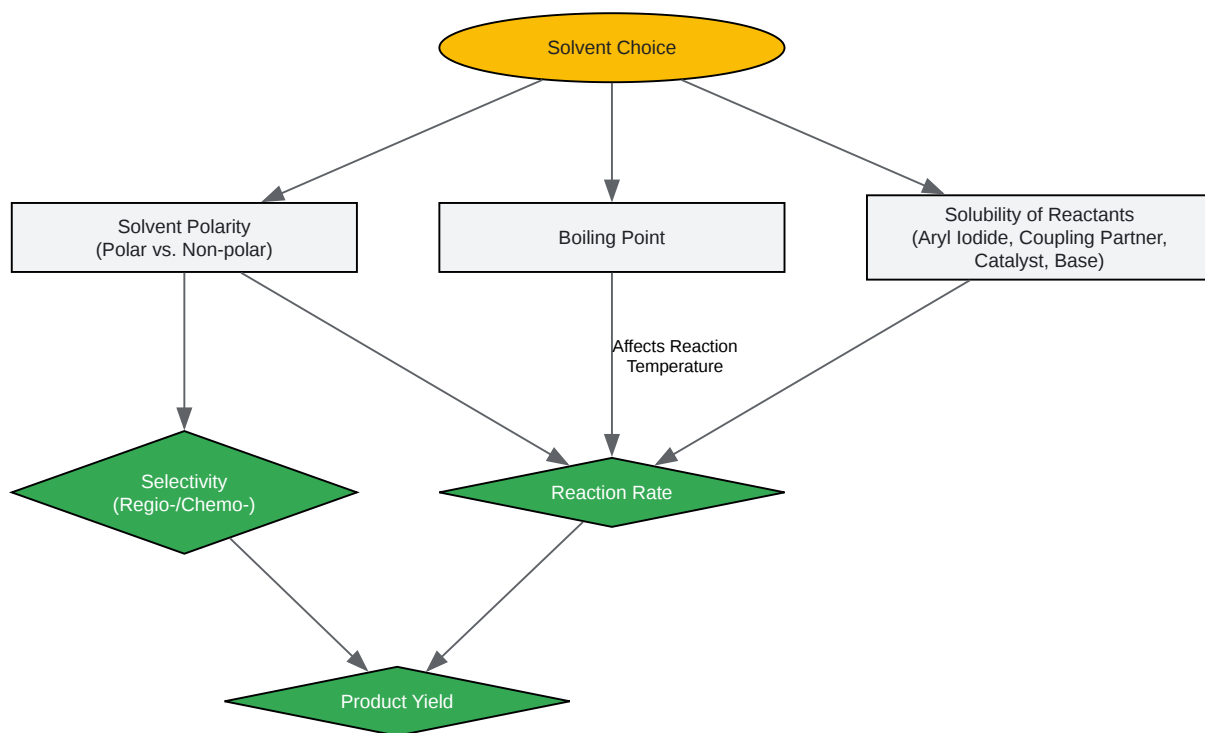 Solvent Choice
Solvent Polarity
(Polar vs. Non-polar)
Boiling Point
Solubility of Reactants
(Aryl Iodide, Coupling Partner,
Catalyst, Base)
Affects Reaction
Temperature
Selectivity
(Regio-/Chemo-)
Reaction Rate
Product Yield